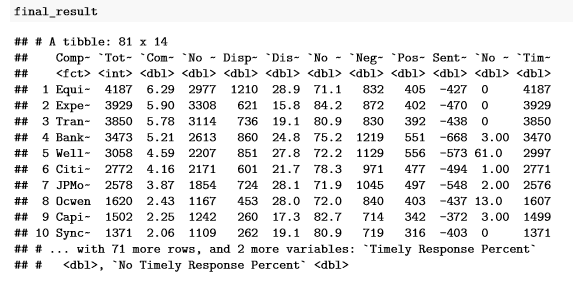 final_result
## # A tibble: 81 x 14
## Comp~ `Tot~ `Com~ `No ~ Disp~ `Dis~ `No ~ `Neg~ `Pos~ Sent~ `No ~ `Tim~
## <fct> <int> <dbl> <dbl> <dbl> <dbl> <dbl> <dbl> <dbl> <dbl> <dbl> <dbl>
## 1 Equi~ 4187 6.29 2977 1210 28.9 71.1 832 405 -427 0 4187
## 2 Expe~ 3929 5.90 3308 621 15.8 84.2 872 402 -470 0 3929
## 3 Tran~ 3850 5.78 3114 736 19.1 80.9 830 392 -438 0 3850
## 4 Bank~ 3473 5.21 2613 860 24.8 75.2 1219 551 -668 3.00 3470
## 5 Well~ 3058 4.59 2207 851 27.8 72.2 1129 556 -573 61.0 2997
## 6 Citi~ 2772 4.16 2171 601 21.7 78.3 971 477 -494 1.00 2771
## 7 JPMo~ 2578 3.87 1854 724 28.1 71.9 1045 497 -548 2.00 2576
## 8 Ocwen 1620 2.43 1167 453 28.0 72.0 840 403 -437 13.0 1607
## 9 Capi~ 1502 2.25 1242 260 17.3 82.7 714 342 -372 3.00 1499
## 10 Sync~ 1371 2.06 1109 262 19.1 80.9 719 316 -403 0 1371
## # ... with 71 more rows, and 2 more variables: `Timely Response Percent`
## # <dbl>, `No Timely Response Percent` <dbl>